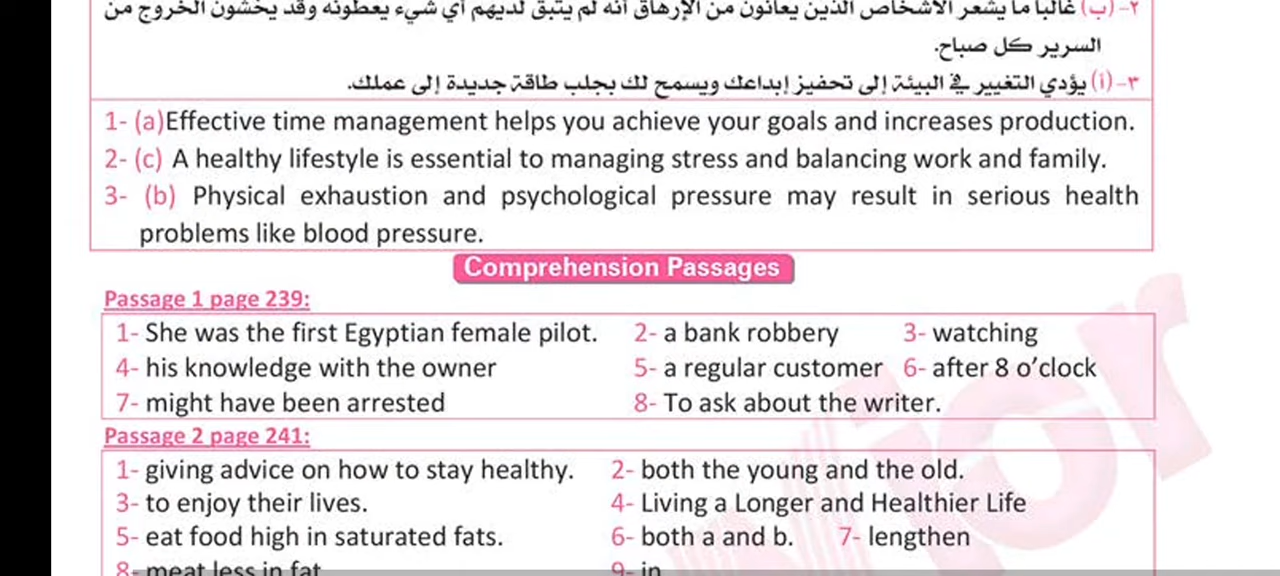 ٢- (ب) غالبا ما يشعر الأشخاص الذين يعانون من الإرهاق أنه لم يتبق لديهم أي شيء يعطونه وقد يخشون الخروج من
السرير كل صباح.
٣- (أ) يؤدي التغيير في البيئة إلى تحفيز إبداعك ويسمح لك بجلب طاقة جديدة إلى عملك.
1- (a)Effective time management helps you achieve your goals and increases production.
2- (c) A healthy lifestyle is essential to managing stress and balancing work and family.
3- (b) Physical exhaustion and psychological pressure may result in serious health
problems like blood pressure.
Comprehension Passages
Passage 1 page 239:
1- She was the first Egyptian female pilot. 2- a bank robbery 3- watching
4- his knowledge with the owner 5- a regular customer 6- after 8 o’clock
7- might have been arrested 8- To ask about the writer.
Passage 2 page 241:
1- giving advice on how to stay healthy. 2- both the young and the old.
3- to enjoy their lives. 4- Living a Longer and Healthier Life
5- eat food high in saturated fats. 6- both a and b. 7- lengthen
8- meat less in fat 9- in